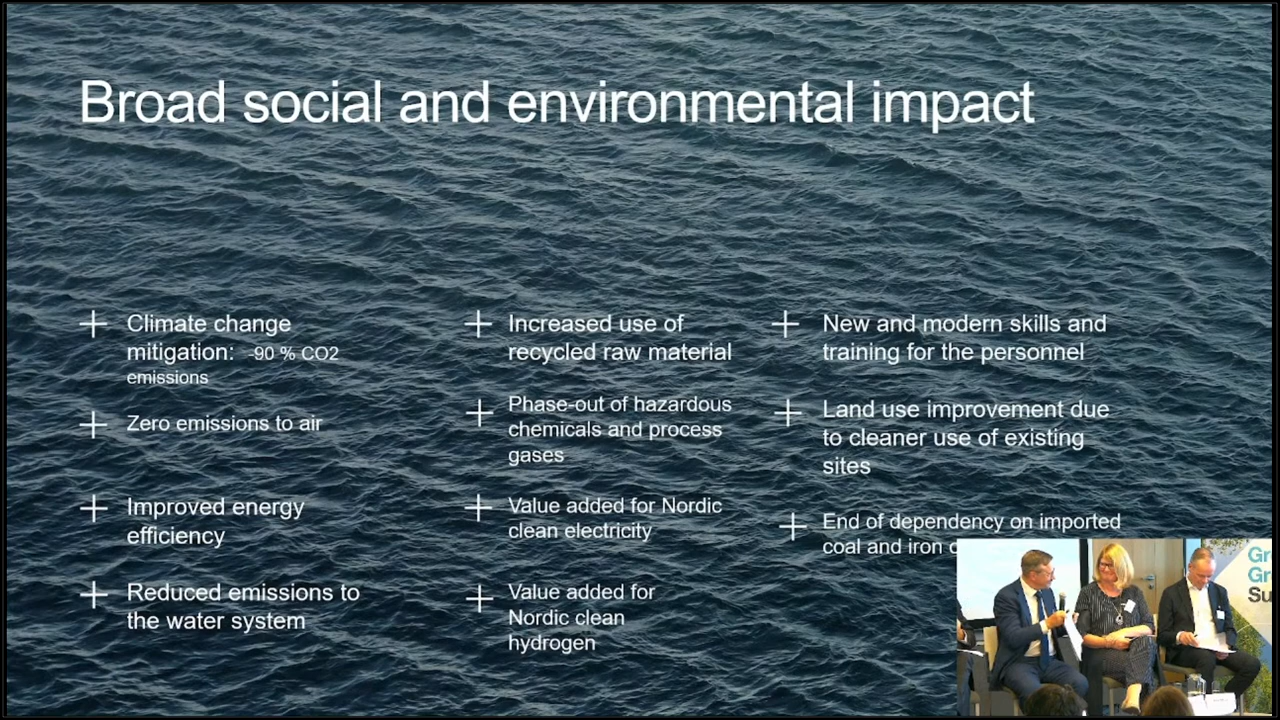 Broad social and environmental impact
Climate change
mitigation: -90 % CO2
emissions
Zero emissions to air
Improved energy
efficiency
Reduced emissions to
the water system
Increased use of
recycled raw material
Phase-out of hazardous
chemicals and process
gases
Value added for Nordic
clean electricity
Value added for
Nordic clean
hydrogen
New and modern skills and
training for the personnel
Land use improvement due
to cleaner use of existing
sites
End of dependency on imported
coal and iron
Gr
Gr
Su